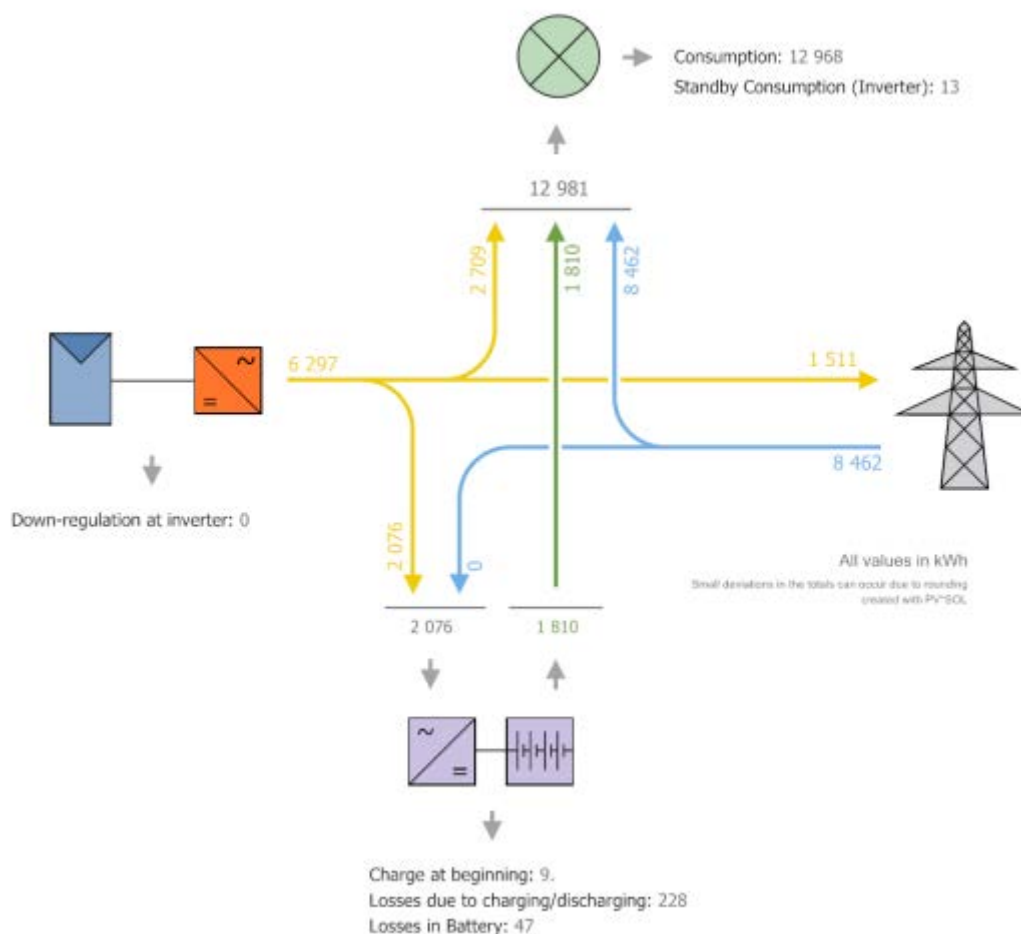 Consumption: 12 968
Standby Consumption (Inverter): 13
12 981
2 709
1 810
8 462
6 297
1 511
8 462
Down-regulation at inverter: 0
2 076
0
All values in kWh
Small deviations in the totals can occur due to rounding
created with PV*SOL
2 076
1 810
~
=
~
=
Charge at beginning: 9.
Losses due to charging/discharging: 228
Losses in Battery: 47